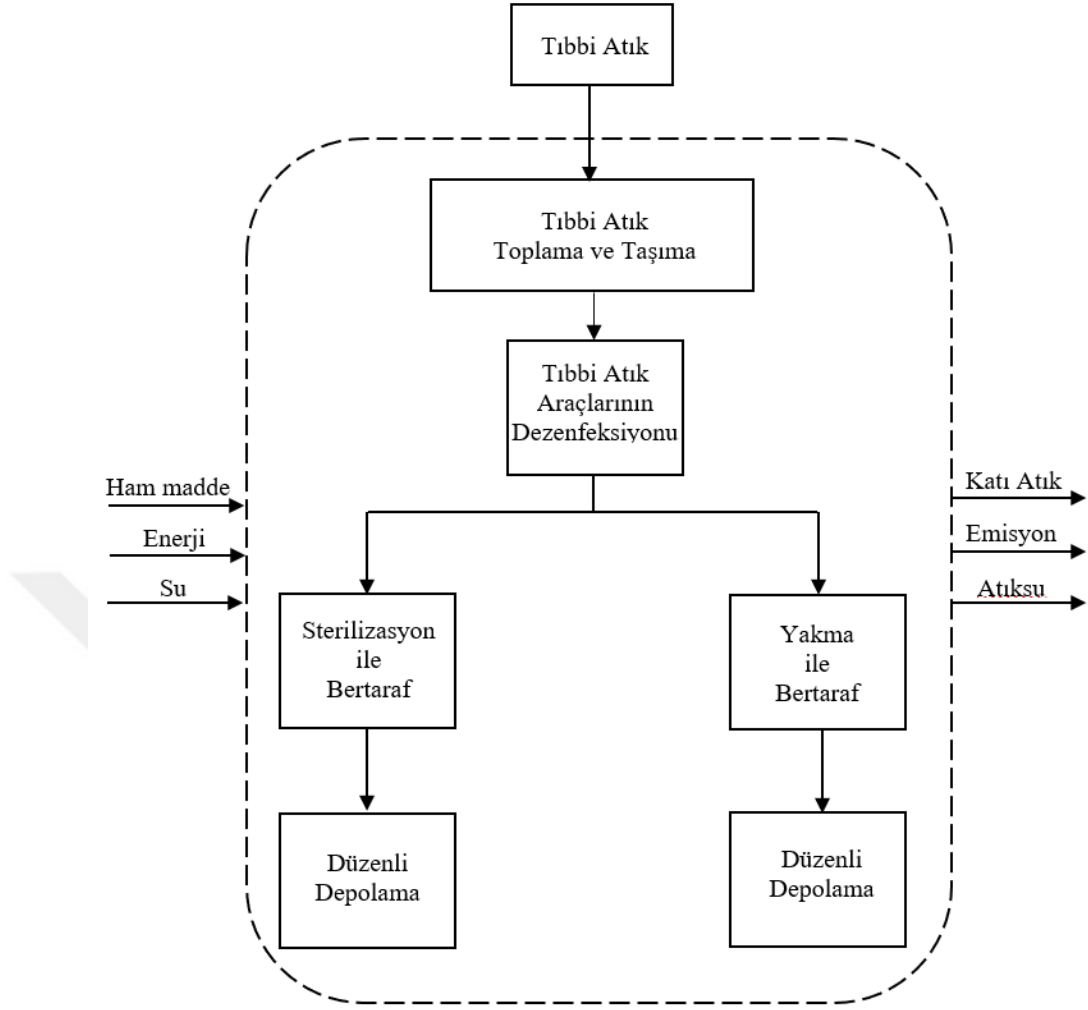 Tıbbi Atık
Tıbbi Atık
Toplama ve Taşıma
Tıbbi Atık
Araçlarının
Dezenfeksiyonu
Ham madde
Enerji
Su
Katı Atık
Emisyon
Atıksu
Sterilizasyon
ile
Bertaraf
Yakma
ile
Bertaraf
Düzenli
Depolama
Düzenli
Depolama